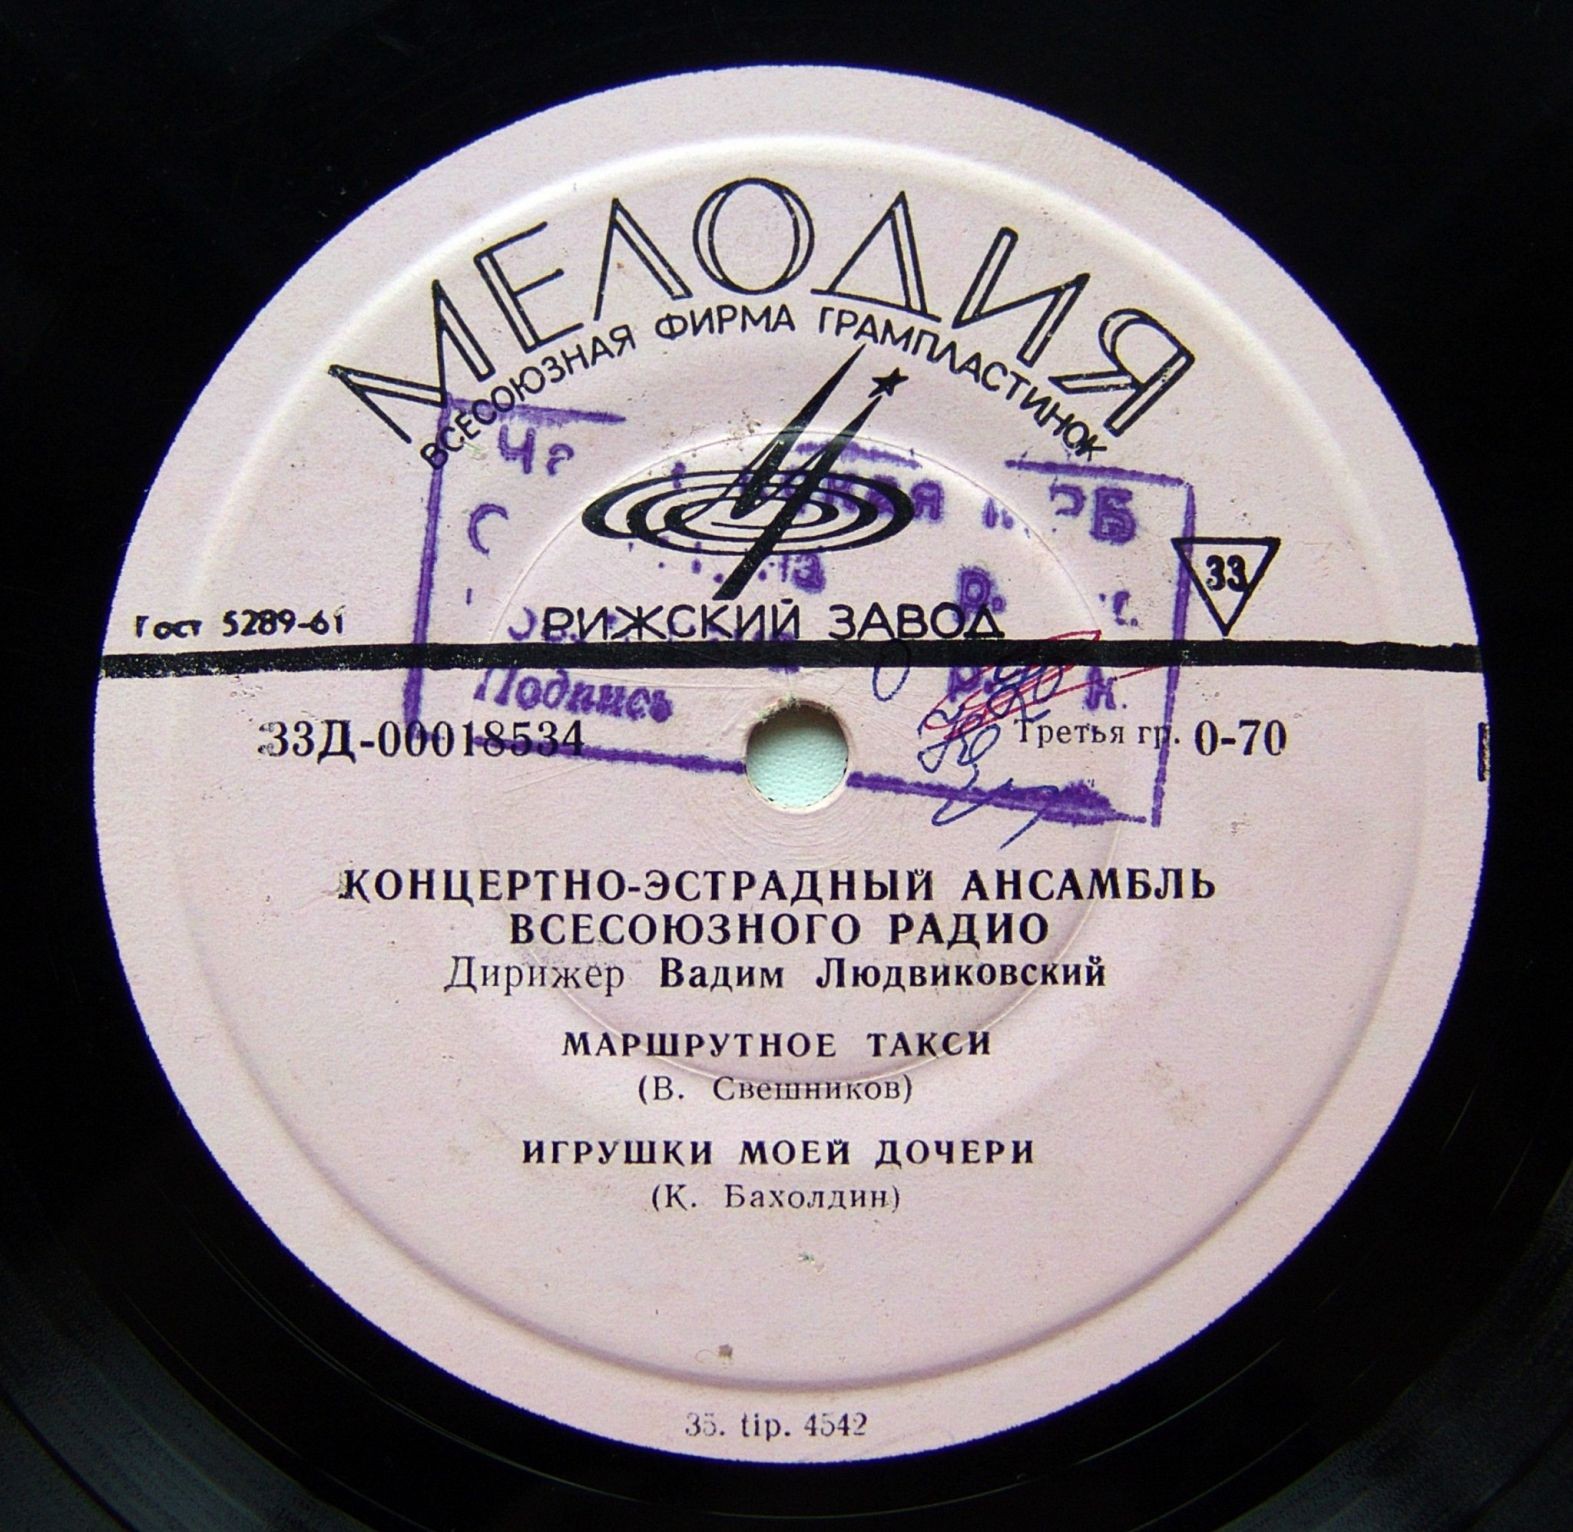 МЕЛОДИЯ
ВСЕСОЮЗНАЯ ФИРМА ГРАМПЛАСТИНОК
33
Гост 5289-61
РИЖСКИЙ ЗАВОД
Подпись
33Д-00018534
Третья гр. 0-70
КОНЦЕРТНО-ЭСТРАДНЫЙ АНСАМБЛЬ
ВСЕСОЮЗНОГО РАДИО
Дирижер Вадим Людвиковский
МАРШРУТНОЕ ТАКСИ
(В. Свешников)
ИГРУШКИ МОЕЙ ДОЧЕРИ
(К. Бахолдин)
35. tip. 4542